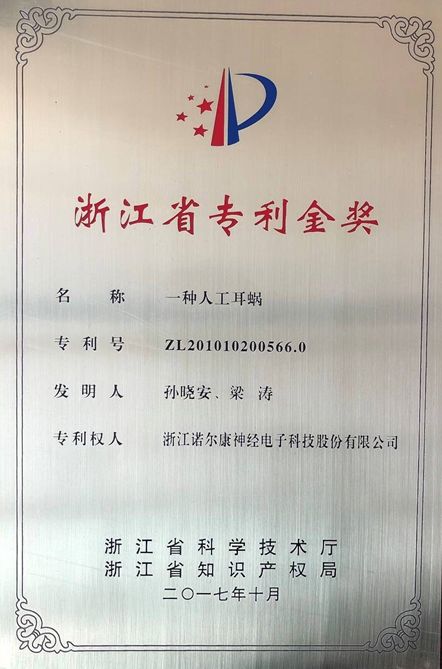 浙江省专利金奖
名 称 一种人工耳蜗
专 利 号 ZL201010200566.0
发 明 人 孙晓安、梁 涛
专利权人 浙江诺尔康神经电子科技股份有限公司
浙江省科学技术厅
浙江省知识产权局
二〇一七年十月